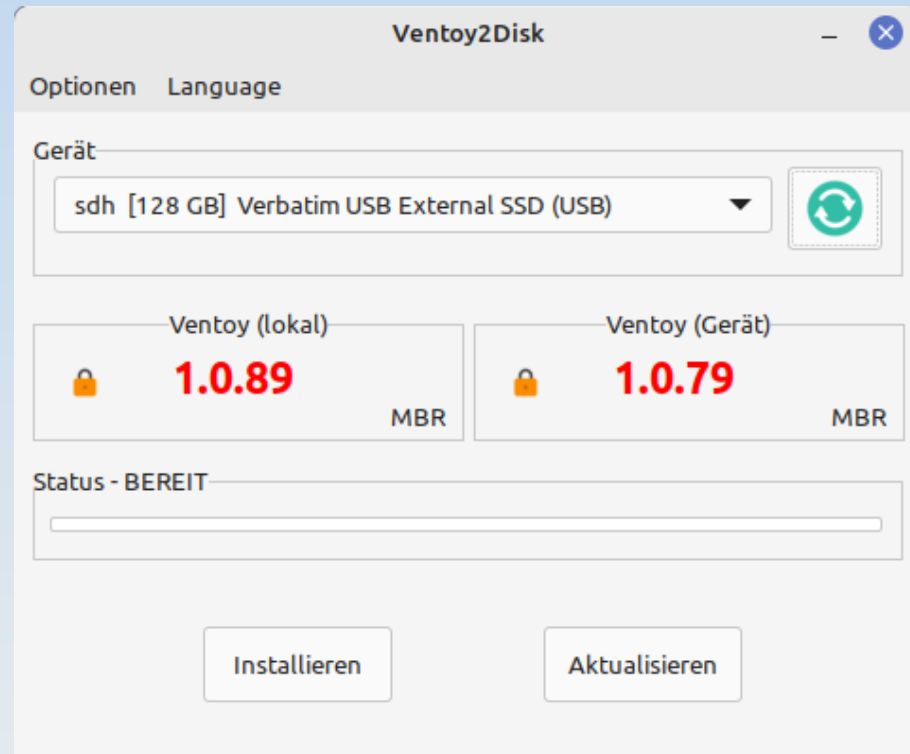 Ventoy2Disk
Optionen Language
Gerät
sdh [128 GB] Verbatim USB External SSD (USB)
Ventoy (lokal) Ventoy (Gerät)
1.0.89 1.0.79
MBR MBR
Status - BEREIT
Installieren Aktualisieren